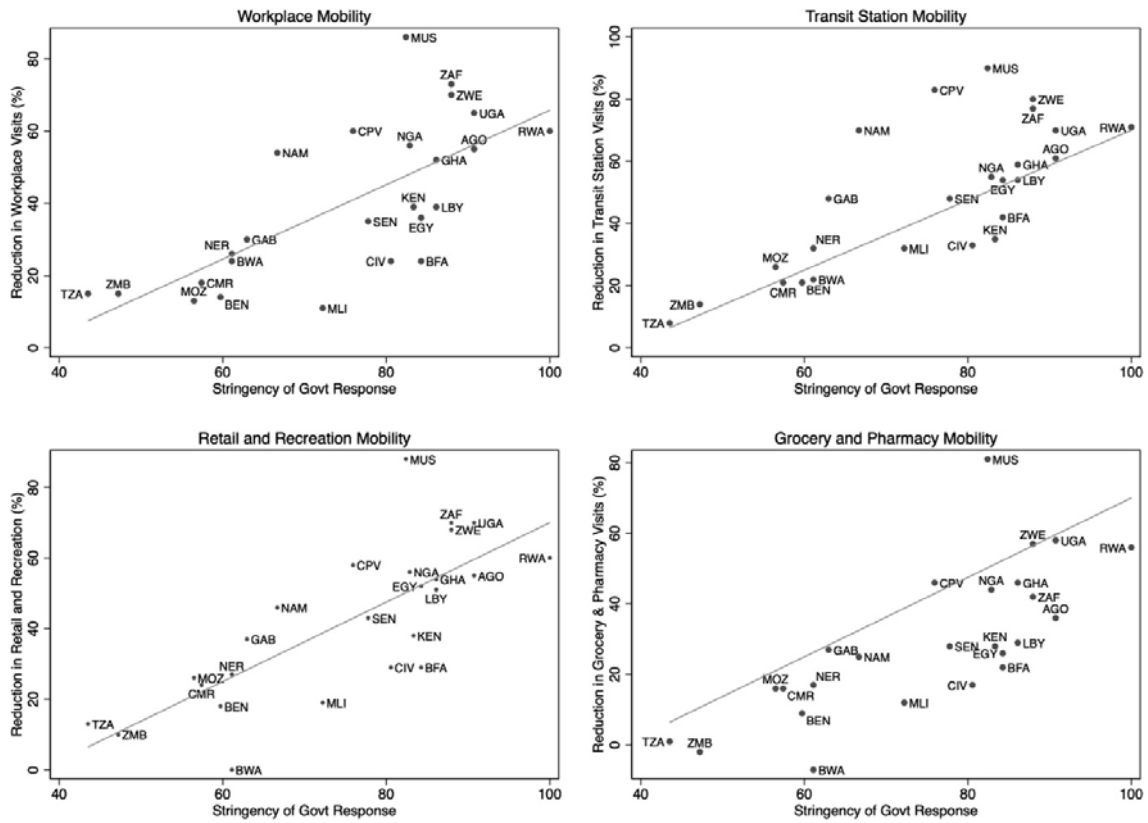 Workplace Mobility
Reduction in Workplace Visits (%)
80
60
40
20
0
MUS
ZAF
ZWE
UGA
CPV
RWA
NGA
AGO
NAM
GHA
KEN
LBY
SEN
EGY
NER
GAB
BWA
CIV
BFA
CMR
TZA
ZMB
MOZ
BEN
MLI
40
60
80
100
Stringency of Govt Response
Transit Station Mobility
Reduction in Transit Station Visits (%)
100
80
60
40
20
0
MUS
CPV
ZWE
ZAF
NAM
UGA
RWA
AGO
NGA
GHA
LBY
EGY
GAB
SEN
BFA
NER
MLI
CIV
KEN
MOZ
BWA
CMR
BEN
ZMB
TZA
40
60
80
100
Stringency of Govt Response
Retail and Recreation Mobility
Reduction in Retail and Recreation (%)
80
60
40
20
0
MUS
ZAF
UGA
ZWE
RWA
CPV
NGA
GHA
AGO
EGY
LBY
NAM
SEN
GAB
KEN
NER
MOZ
CIV
BFA
CMR
BEN
MLI
TZA
ZMB
BWA
40
60
80
100
Stringency of Govt Response
Grocery and Pharmacy Mobility
Reduction in Grocery & Pharmacy Visits (%)
80
60
40
20
0
MUS
ZWE
UGA
RWA
CPV
NGA
GHA
ZAF
AGO
KEN
LBY
SEN
EGY
GAB
NAM
BFA
MOZ
NER
CIV
CMR
BEN
MLI
TZA
ZMB
BWA
40
60
80
100
Stringency of Govt Response